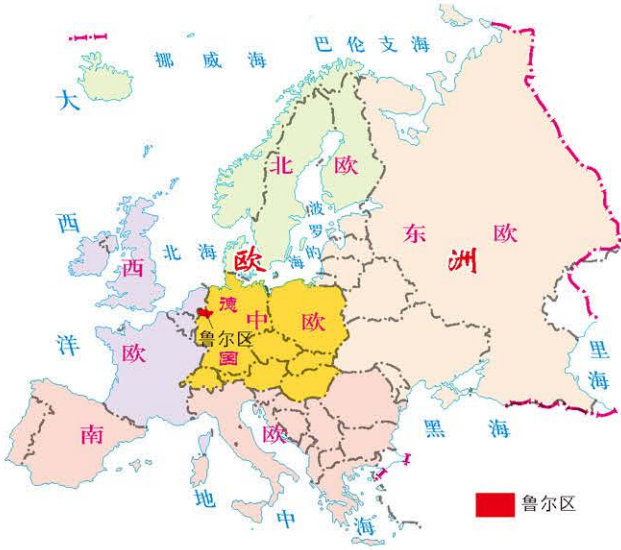 挪威海
巴伦支海
大西洋
北欧
波罗的海
北海
西欧
东欧
欧洲
德国
中欧
鲁尔区
里海
黑海
南欧
地中海
鲁尔区